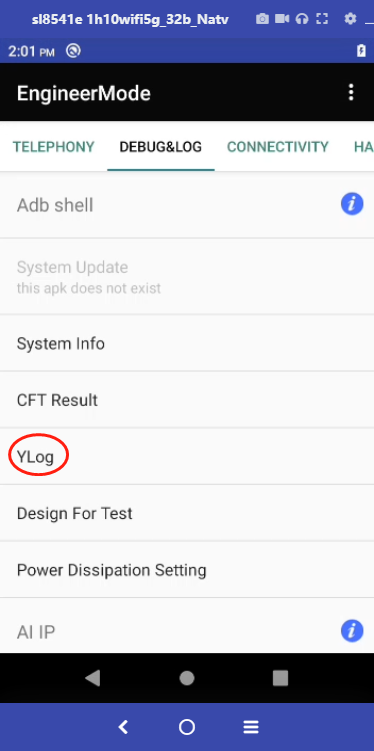 sl8541e 1h10wifi5g_32b_Natv
2:01 PM
EngineerMode
TELEPHONY DEBUG&LOG CONNECTIVITY HA
Adb shell
System Update
this apk does not exist
System Info
CFT Result
YLog
Design For Test
Power Dissipation Setting
AI IP